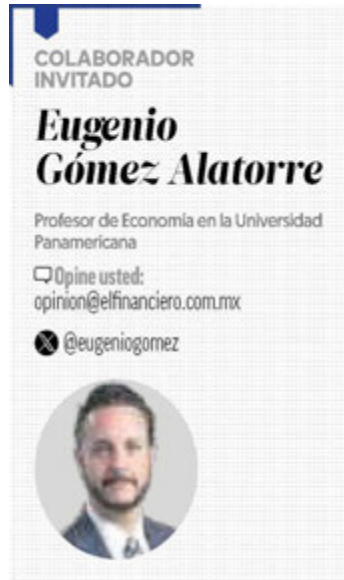 COLABORADOR
INVITADO
Eugenio
Gómez Alatorre
Profesor de Economía en la Universidad
Panamericana
Opine usted:
opinion@elfinanciero.com.mx
@eugeniogomez